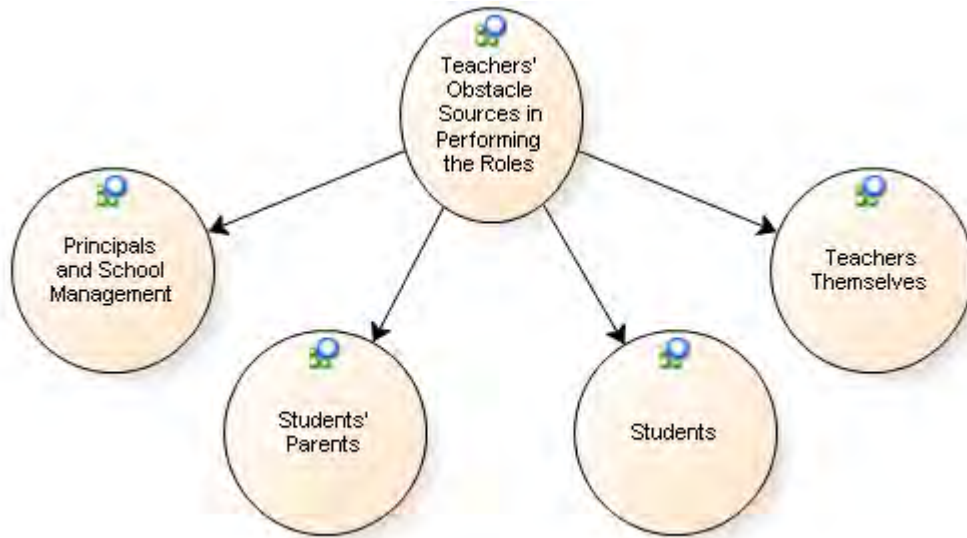 Teachers'
Obstacle
Sources in
Performing
the Roles
Principals
and School
Management
Teachers
Themselves
Students'
Parents
Students